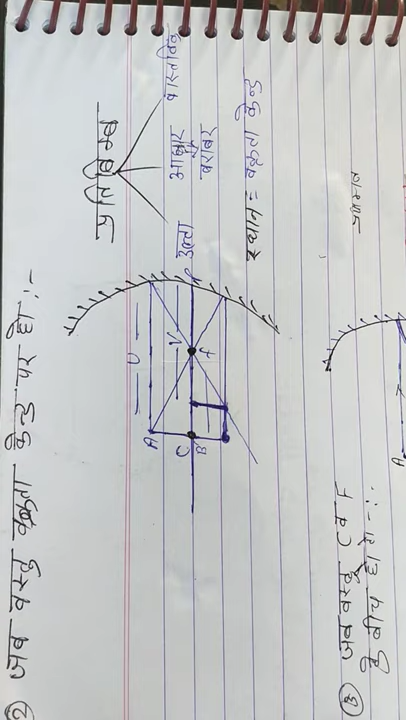 ② जब वस्तु वक्रता केन्द्र पर हो :-
प्रतिबिम्ब
उल्टा
आकार में बराबर
वास्तविक
स्थान = वक्रता केन्द्र
A
U
V
C
B
F
P
③ जब वस्तु C व F
के बीच हो :-
A